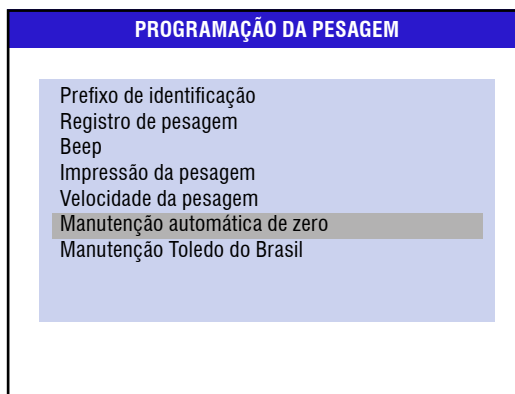 PROGRAMAÇÃO DA PESAGEM
Prefixo de identificação
Registro de pesagem
Beep
Impressão da pesagem
Velocidade da pesagem
Manutenção automática de zero
Manutenção Toledo do Brasil